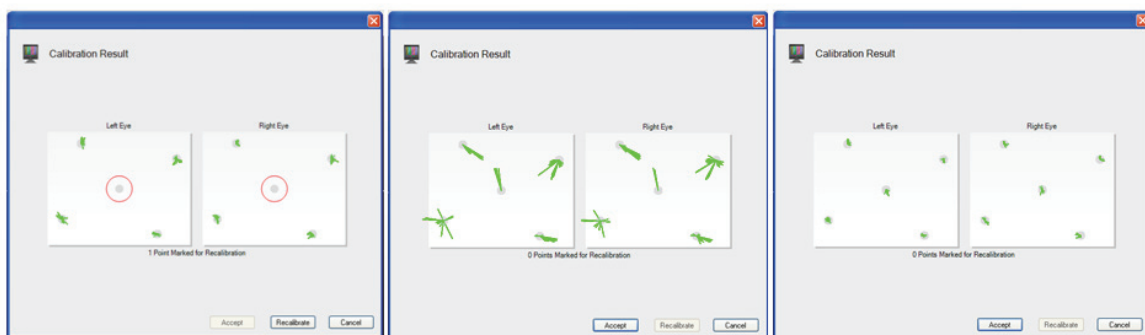 Calibration Result
Left Eye Right Eye
1 Point Marked for Recalibration
Accept Recalibrate Cancel
Calibration Result
Left Eye Right Eye
0 Points Marked for Recalibration
Accept Recalibrate Cancel
Calibration Result
Left Eye Right Eye
0 Points Marked for Recalibration
Accept Recalibrate Cancel